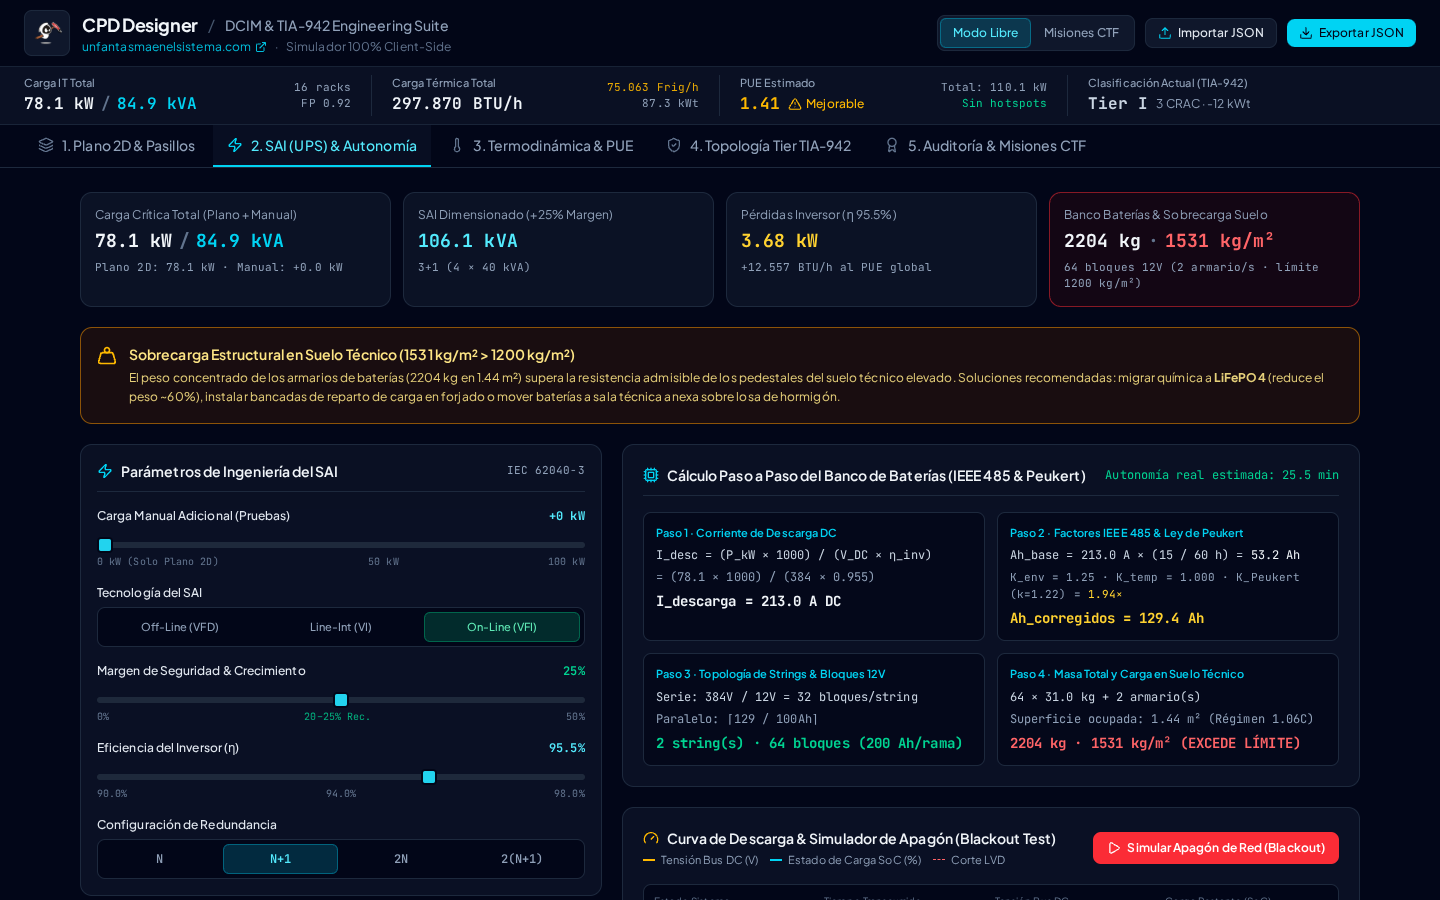 CPD Designer / DCIM & TIA-942 Engineering Suite
unfantasmaenelsistema.com · Simulador 100% Client-Side
Modo Libre
Misiones CTF
Importar JSON
Exportar JSON
Carga IT Total
78.1 kW / 84.9 kVA
16 racks
FP 0.92
Carga Térmica Total
297.870 BTU/h
75.063 Frig/h
87.3 kWt
PUE Estimado
1.41 Mejorable
Total: 110.1 kW
Sin hotspots
Clasificación Actual (TIA-942)
Tier I 3 CRAC · -12 kWt
1. Plano 2D & Pasillos
2. SAI (UPS) & Autonomía
3. Termodinámica & PUE
4. Topología Tier TIA-942
5. Auditoría & Misiones CTF
Carga Crítica Total (Plano + Manual)
78.1 kW / 84.9 kVA
Plano 2D: 78.1 kW · Manual: +0.0 kW
SAI Dimensionado (+25% Margen)
106.1 kVA
3+1 (4 × 40 kVA)
Pérdidas Inversor (η 95.5%)
3.68 kW
+12.557 BTU/h al PUE global
Banco Baterías & Sobrecarga Suelo
2204 kg · 1531 kg/m²
64 bloques 12V (2 armario/s · límite
1200 kg/m²)
Sobrecarga Estructural en Suelo Técnico (1531 kg/m² > 1200 kg/m²)
El peso concentrado de los armarios de baterías (2204 kg en 1.44 m²) supera la resistencia admisible de los pedestales del suelo técnico elevado. Soluciones recomendadas: migrar química a LiFePO4 (reduce el
peso ~60%), instalar bancadas de reparto de carga en forjado o mover baterías a sala técnica anexa sobre losa de hormigón.
Parámetros de Ingeniería del SAI
IEC 62040-3
Carga Manual Adicional (Pruebas)
+0 kW
0 kW (Solo Plano 2D)
50 kW
100 kW
Tecnología del SAI
Off-Line (VFD)
Line-Int (VI)
On-Line (VFI)
Margen de Seguridad & Crecimiento
25%
0%
20-25% Rec.
50%
Eficiencia del Inversor (η)
95.5%
90.0%
94.0%
98.0%
Configuración de Redundancia
N
N+1
2N
2(N+1)
Cálculo Paso a Paso del Banco de Baterías (IEEE 485 & Peukert)
Autonomía real estimada: 25.5 min
Paso 1 · Corriente de Descarga DC
I_desc = (P_kW × 1000) / (V_DC × η_inv)
= (78.1 × 1000) / (384 × 0.955)
I_descarga = 213.0 A DC
Paso 2 · Factores IEEE 485 & Ley de Peukert
Ah_base = 213.0 A × (15 / 60 h) = 53.2 Ah
K_env = 1.25 · K_temp = 1.000 · K_Peukert
(k=1.22) = 1.94×
Ah_corregidos = 129.4 Ah
Paso 3 · Topología de Strings & Bloques 12V
Serie: 384V / 12V = 32 bloques/string
Paralelo: ⌈129 / 100Ah⌉
2 string(s) · 64 bloques (200 Ah/rama)
Paso 4 · Masa Total y Carga en Suelo Técnico
64 × 31.0 kg + 2 armario(s)
Superficie ocupada: 1.44 m² (Régimen 1.06C)
2204 kg · 1531 kg/m² (EXCEDE LÍMITE)
Curva de Descarga & Simulador de Apagón (Blackout Test)
Tensión Bus DC (V)
Estado de Carga SoC (%)
Corte LVD
Simular Apagón de Red (Blackout)